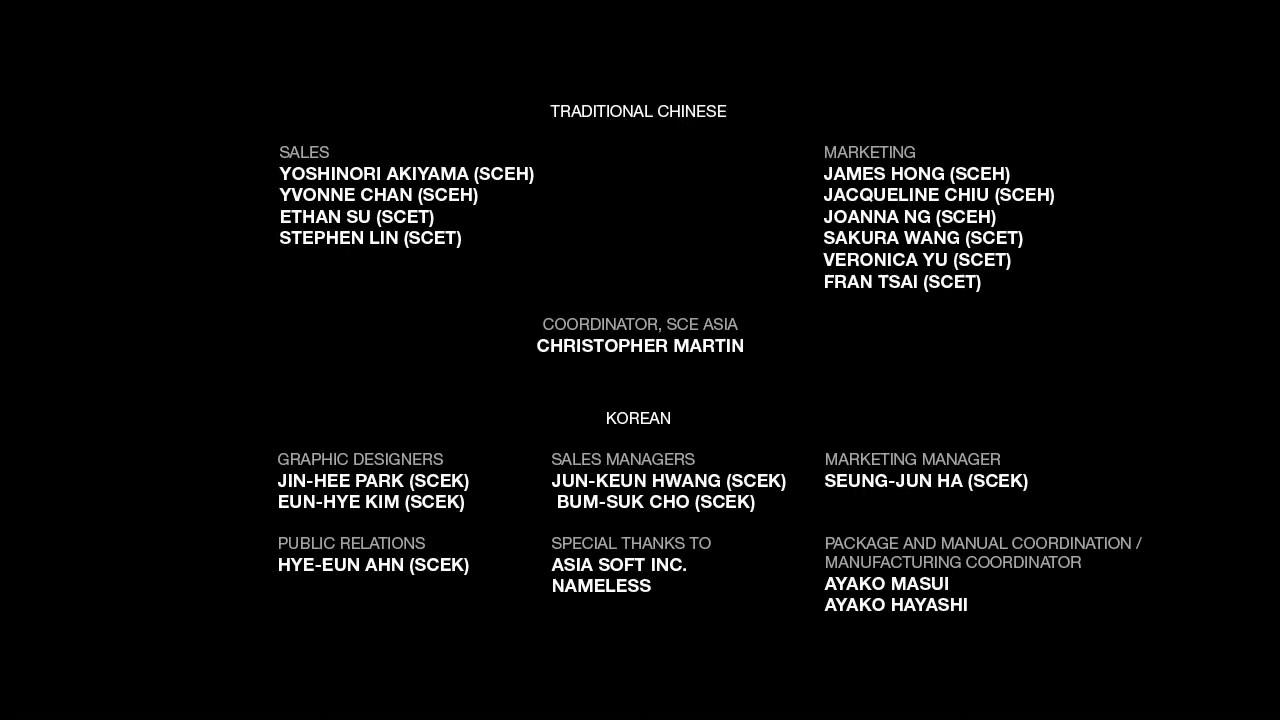 TRADITIONAL CHINESE
SALES
YOSHINORI AKIYAMA (SCEH)
YVONNE CHAN (SCEH)
ETHAN SU (SCET)
STEPHEN LIN (SCET)
MARKETING
JAMES HONG (SCEH)
JACQUELINE CHIU (SCEH)
JOANNA NG (SCEH)
SAKURA WANG (SCET)
VERONICA YU (SCET)
FRAN TSAI (SCET)
COORDINATOR, SCE ASIA
CHRISTOPHER MARTIN
KOREAN
GRAPHIC DESIGNERS
JIN-HEE PARK (SCEK)
EUN-HYE KIM (SCEK)
SALES MANAGERS
JUN-KEUN HWANG (SCEK)
BUM-SUK CHO (SCEK)
MARKETING MANAGER
SEUNG-JUN HA (SCEK)
PUBLIC RELATIONS
HYE-EUN AHN (SCEK)
SPECIAL THANKS TO
ASIA SOFT INC.
NAMELESS
PACKAGE AND MANUAL COORDINATION /
MANUFACTURING COORDINATOR
AYAKO MASUI
AYAKO HAYASHI